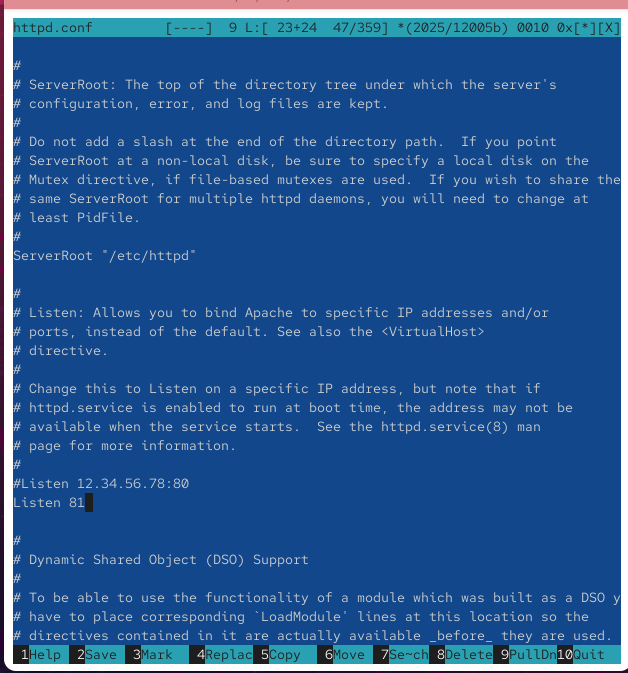 httpd.conf [----] 9 L:[ 23+24 47/359] *(2025/12005b) 0010 0x[*][X]
#
# ServerRoot: The top of the directory tree under which the server's
# configuration, error, and log files are kept.
#
# Do not add a slash at the end of the directory path. If you point
# ServerRoot at a non-local disk, be sure to specify a local disk on the
# Mutex directive, if file-based mutexes are used. If you wish to share the
# same ServerRoot for multiple httpd daemons, you will need to change at
# least PidFile.
#
ServerRoot "/etc/httpd"
#
# Listen: Allows you to bind Apache to specific IP addresses and/or
# ports, instead of the default. See also the <VirtualHost>
# directive.
#
# Change this to Listen on a specific IP address, but note that if
# httpd.service is enabled to run at boot time, the address may not be
# available when the service starts. See the httpd.service(8) man
# page for more information.
#
#Listen 12.34.56.78:80
Listen 81
#
# Dynamic Shared Object (DSO) Support
#
# To be able to use the functionality of a module which was built as a DSO y
# have to place corresponding `LoadModule' lines at this location so the
# directives contained in it are actually available _before_ they are used.
1Help 2Save 3Mark 4Replac 5Copy 6Move 7Se~ch 8Delete 9PullDn 10Quit